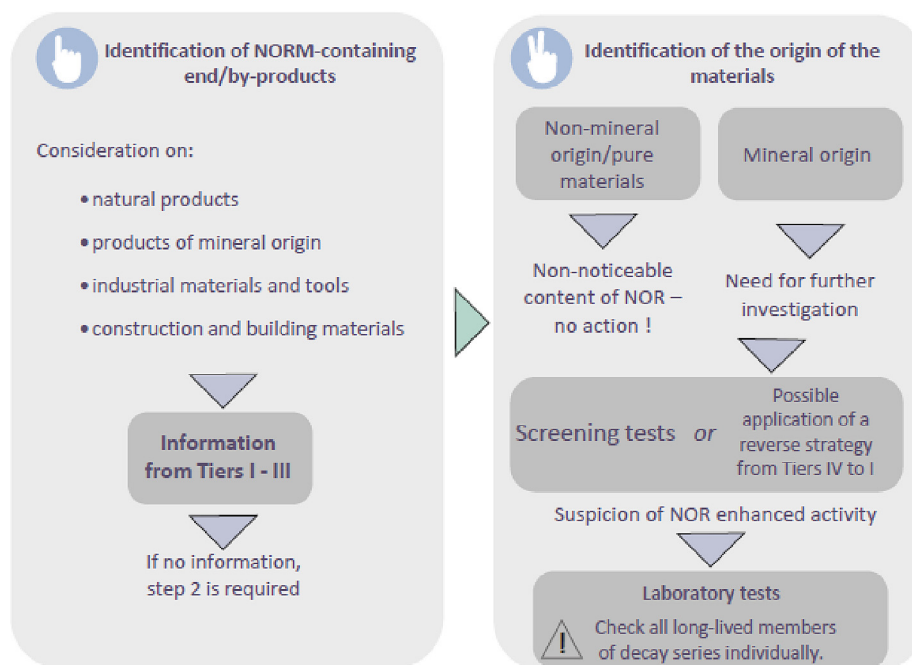 Identification of NORM-containing
end/by-products
Consideration on:
• natural products
• products of mineral origin
• industrial materials and tools
• construction and building materials
Information
from Tiers I - III
If no information,
step 2 is required
Identification of the origin of the
materials
Non-mineral
origin/pure
materials
Mineral origin
Non-noticeable
content of NOR –
no action !
Need for further
investigation
Screening tests or
Possible
application of a
reverse strategy
from Tiers IV to I
Suspicion of NOR enhanced activity
Laboratory tests
! Check all long-lived members
of decay series individually.